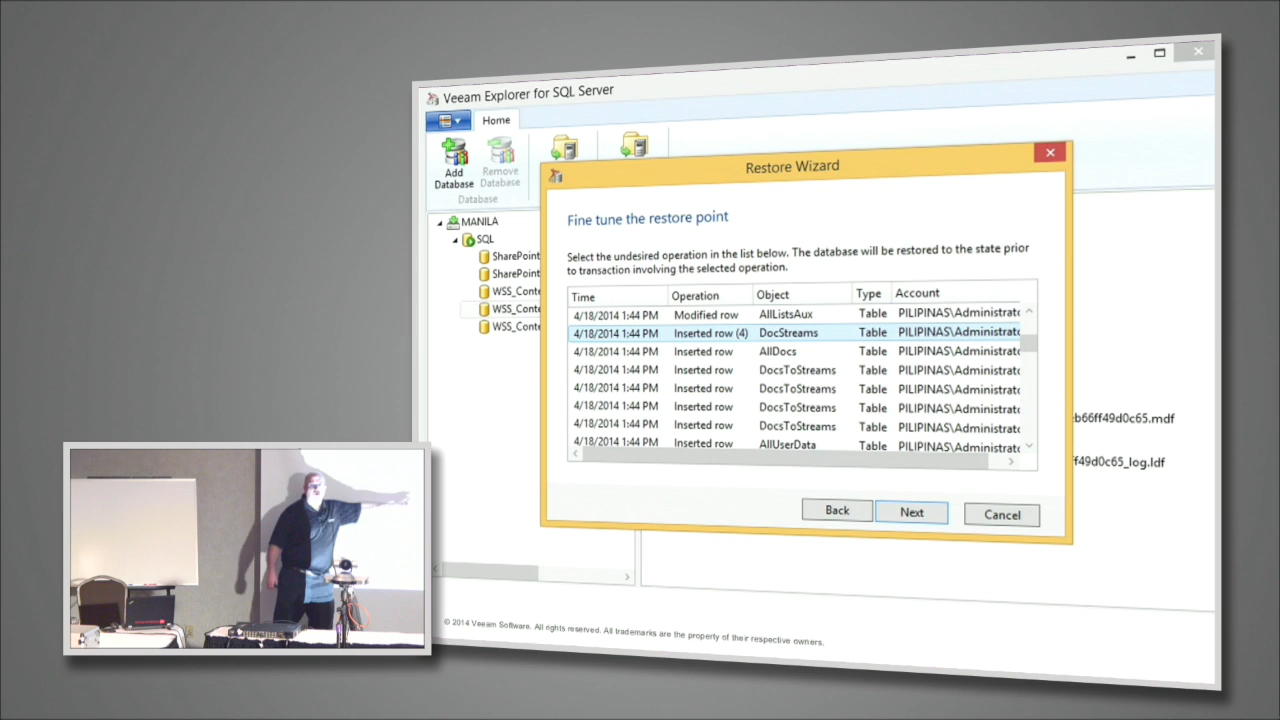 Veeam Explorer for SQL Server
Home
Add Database
Remove Database
Database
MANILA
SQL
SharePoint
SharePoint
WSS_Conte
WSS_Conte
WSS_Conte
Restore Wizard
Fine tune the restore point
Select the undesired operation in the list below. The database will be restored to the state prior
to transaction involving the selected operation.
Time Operation Object Type Account
4/18/2014 1:44 PM Modified row AllListsAux Table PILIPINAS\Administrato
4/18/2014 1:44 PM Inserted row (4) DocStreams Table PILIPINAS\Administrato
4/18/2014 1:44 PM Inserted row AllDocs Table PILIPINAS\Administrato
4/18/2014 1:44 PM Inserted row DocsToStreams Table PILIPINAS\Administrato
4/18/2014 1:44 PM Inserted row DocsToStreams Table PILIPINAS\Administrato
4/18/2014 1:44 PM Inserted row DocsToStreams Table PILIPINAS\Administrato
4/18/2014 1:44 PM Inserted row DocsToStreams Table PILIPINAS\Administrato
4/18/2014 1:44 PM Inserted row AllUserData Table PILIPINAS\Administrato
Back Next Cancel
b66ff49d0c65.mdf
ff49d0c65_log.ldf
© 2014 Veeam Software. All rights reserved. All trademarks are the property of their respective owners.